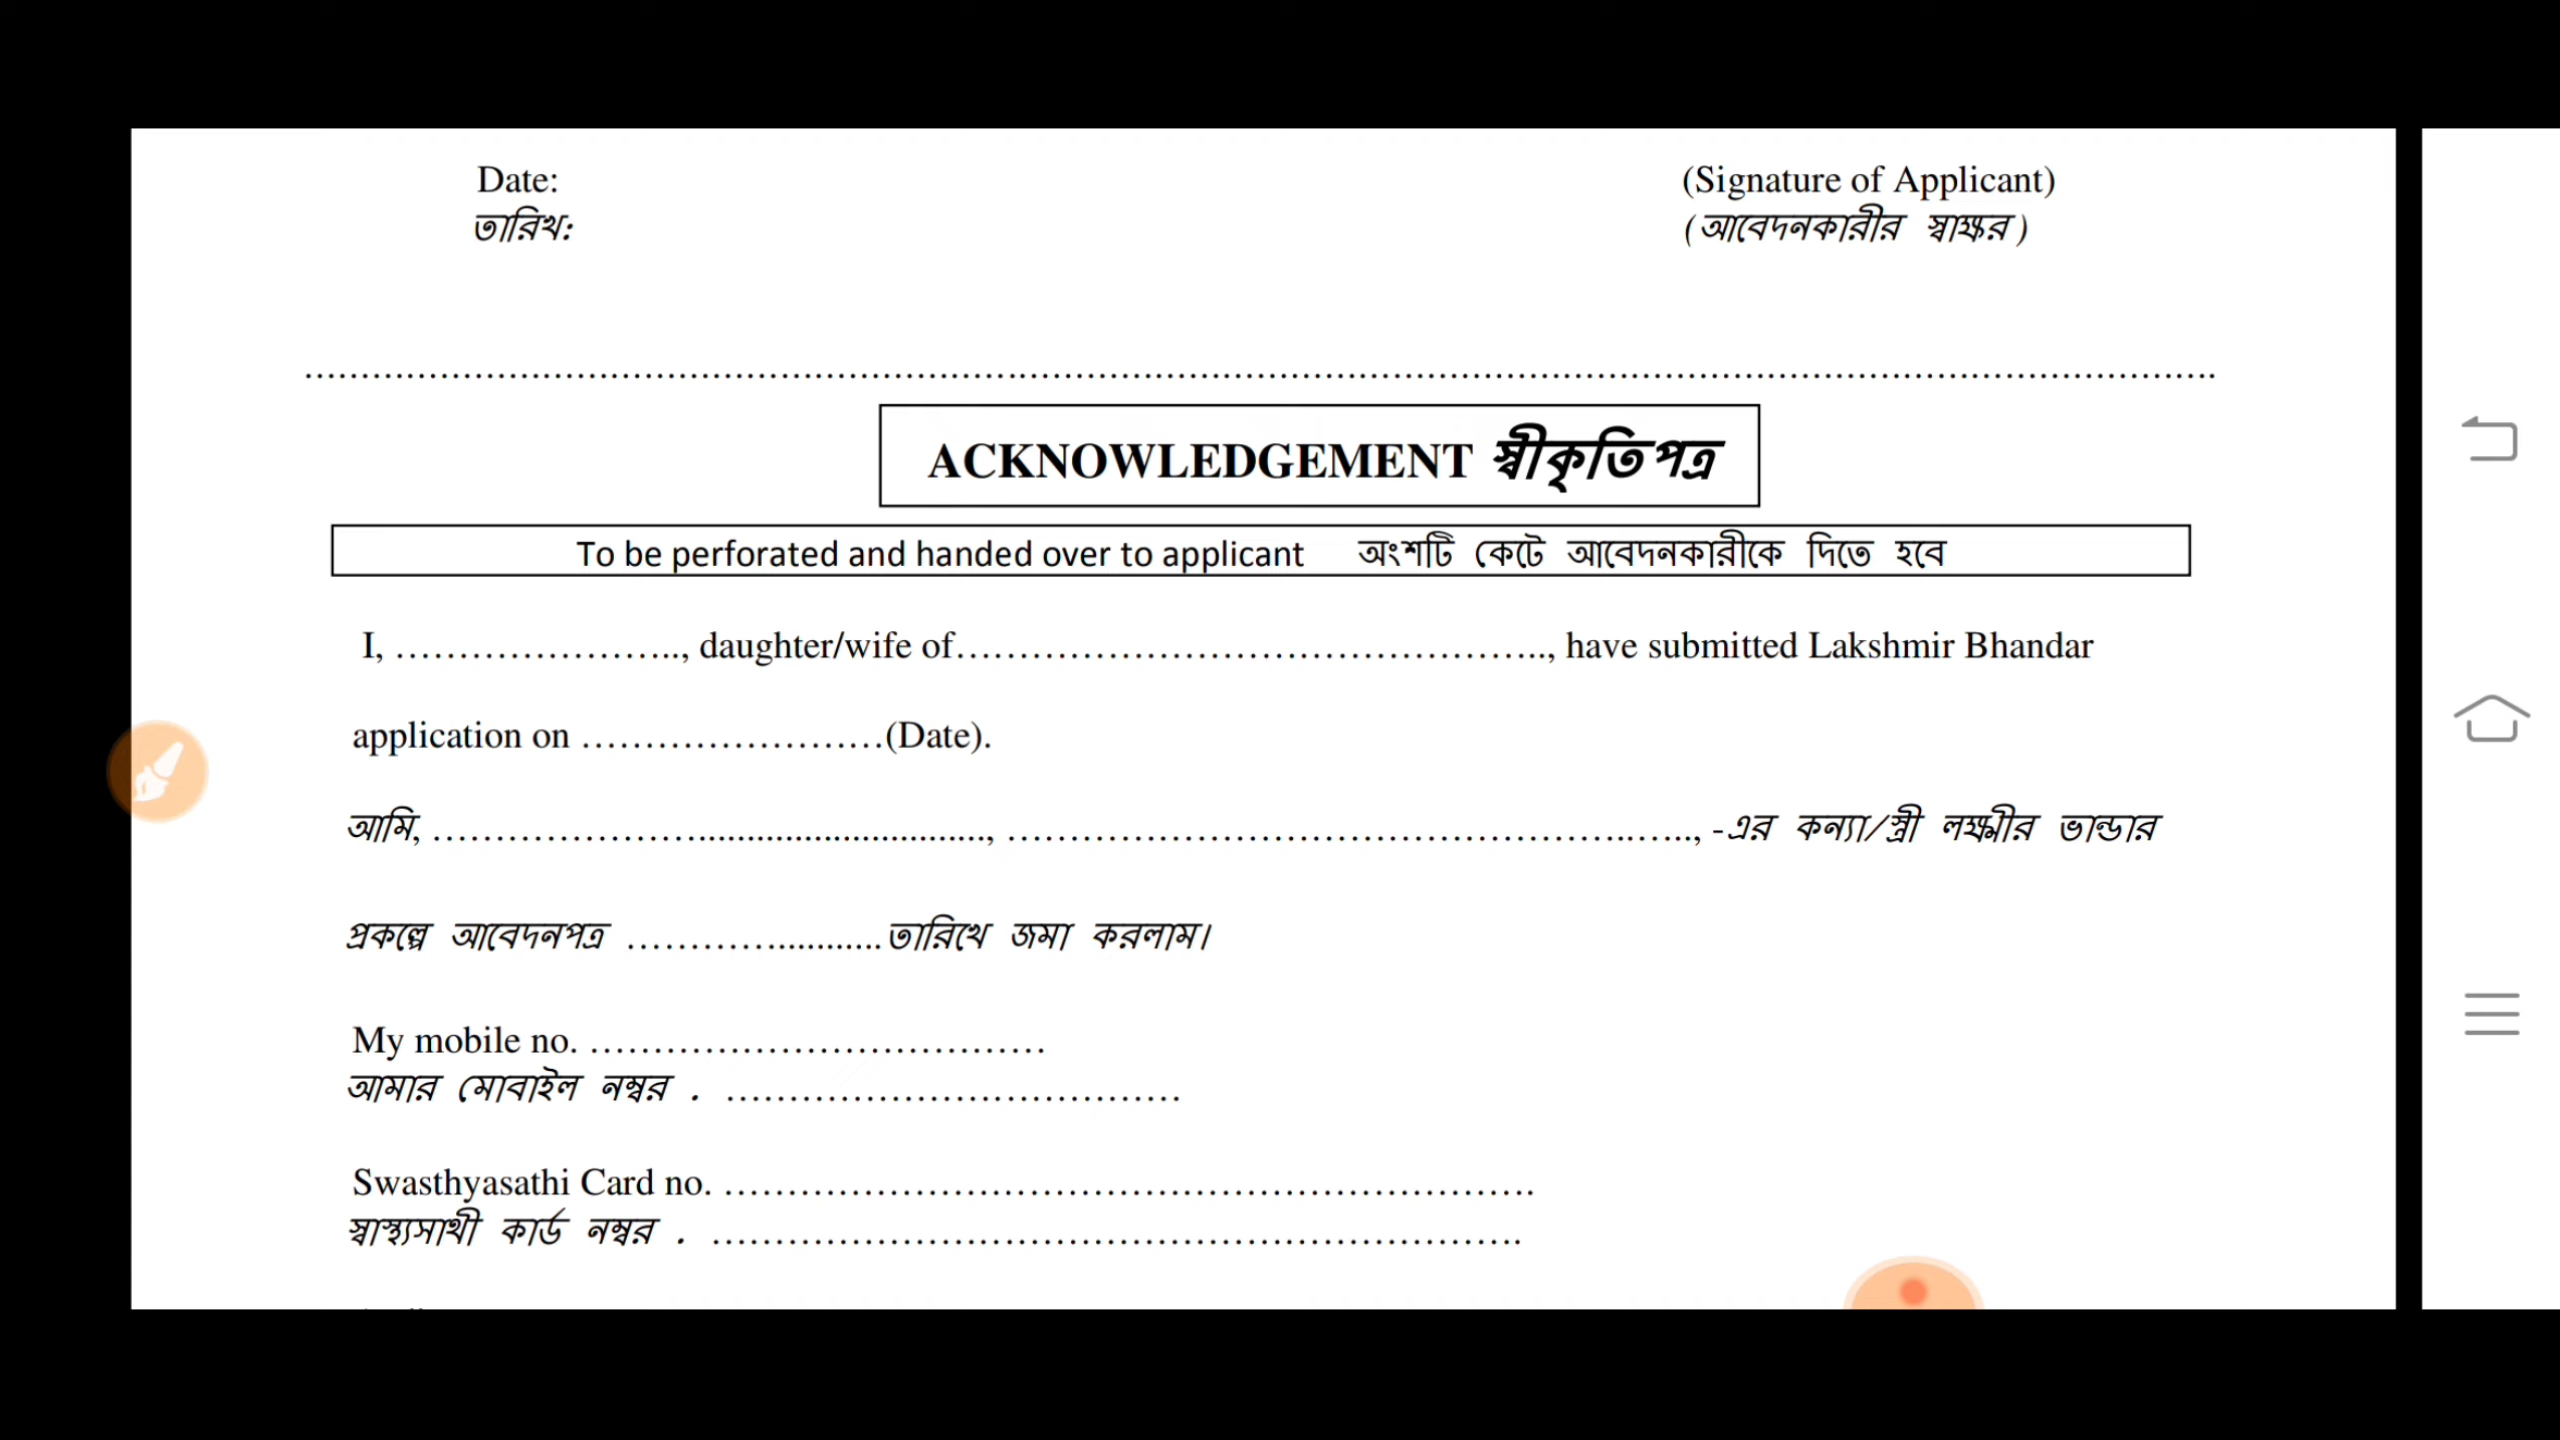 Date:
(Signature of Applicant)
তারিখ:
(আবেদনকারীর স্বাক্ষর)
ACKNOWLEDGEMENT স্বীকৃতিপত্র
To be perforated and handed over to applicant অংশটি কেটে আবেদনকারীকে দিতে হবে
I, ………………….., daughter/wife of……………………………………….., have submitted Lakshmir Bhandar
application on ……………………(Date).
আমি, …………………..........................., …………………………………………..….., -এর কন্যা/স্ত্রী লক্ষ্মীর ভান্ডার
প্রকল্পে আবেদনপত্র …………..........তারিখে জমা করলাম।
My mobile no. ………………………………
আমার মোবাইল নম্বর . ………………………………
Swasthyasathi Card no. ……………………………………………………….
স্বাস্থ্যসাথী কার্ড নম্বর . ……………………………………………………….